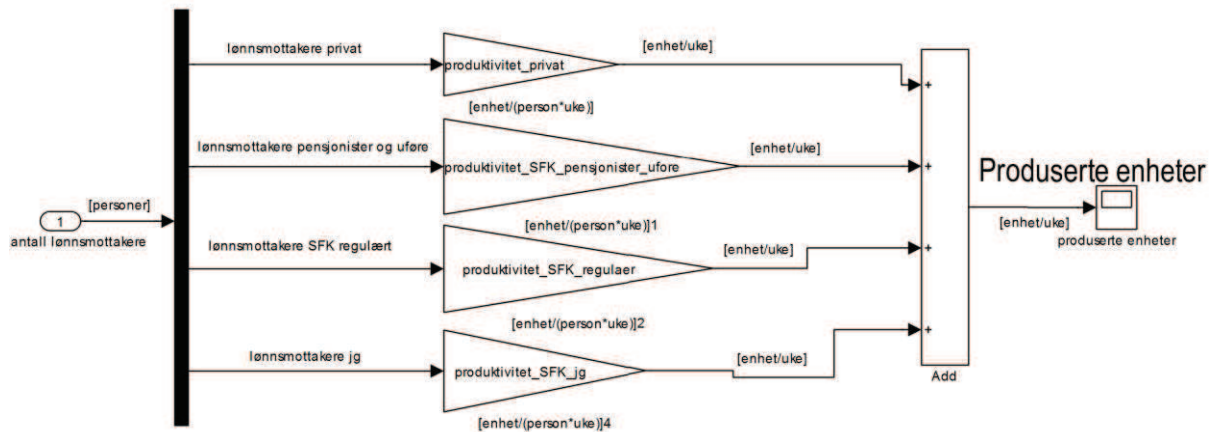 lønnsmottakere privat
produktivitet_privat
[enhet/uke]
+
[enhet/(person*uke)]
lønnsmottakere pensjonister og uføre
produktivitet_SFK_pensjonister_ufore
[enhet/uke]
+
[enhet/(person*uke)]1
[personer]
1
antall lønnsmottakere
lønnsmottakere SFK regulært
produktivitet_SFK_regulaer
[enhet/uke]
+
[enhet/(person*uke)]2
lønnsmottakere jg
produktivitet_SFK_jg
[enhet/uke]
+
[enhet/(person*uke)]4
Add
Produserte enheter
[enhet/uke]
produserte enheter